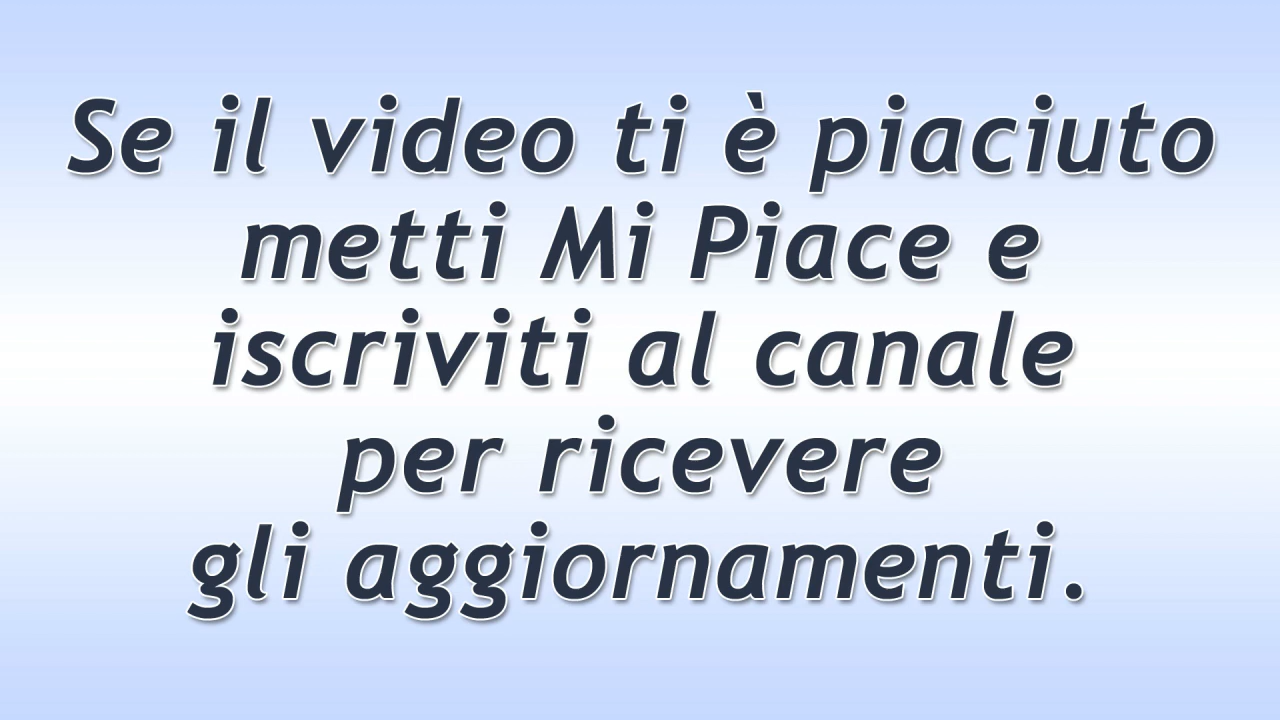 Se il video ti è piaciuto
metti Mi Piace e
iscriviti al canale
per ricevere
gli aggiornamenti.